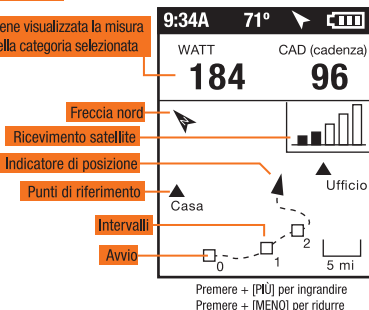 9:34A 71º
ene visualizzata la misura
ella categoria selezionata
WATT CAD (cadenza)
184 96
Freccia nord
N
Ricevimento satellite
Indicatore di posizione
Punti di riferimento
Ufficio
Casa
Intervalli
2
Avvio
0 1
5 mi
Premere + [PIÙ] per ingrandire
Premere + [MENO] per ridurre